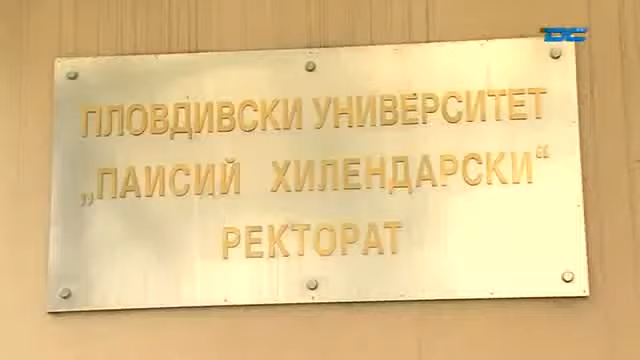 ПЛОВДИВСКИ УНИВЕРСИТЕТ
„ПАИСИЙ ХИЛЕНДАРСКИ“
РЕКТОРАТ